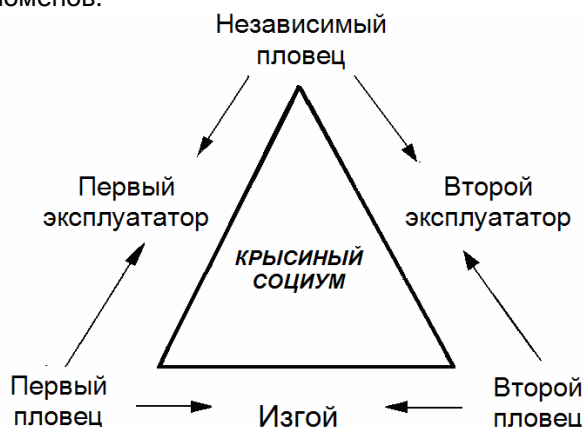 Независимый
пловец
Первый
эксплуататор
Второй
эксплуататор
КРЫСИНЫЙ
СОЦИУМ
Первый
пловец
Изгой
Второй
пловец